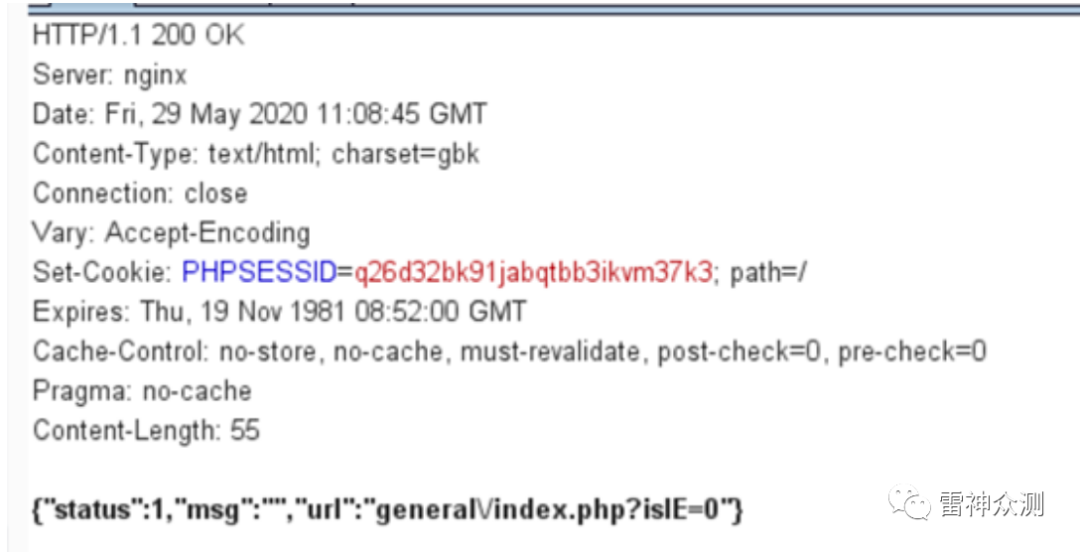 HTTP/1.1 200 OK
Server: nginx
Date: Fri, 29 May 2020 11:08:45 GMT
Content-Type: text/html; charset=gbk
Connection: close
Vary: Accept-Encoding
Set-Cookie: PHPSESSID=q26d32bk91jabqtbb3ikvm37k3; path=/
Expires: Thu, 19 Nov 1981 08:52:00 GMT
Cache-Control: no-store, no-cache, must-revalidate, post-check=0, pre-check=0
Pragma: no-cache
Content-Length: 55
{"status":1,"msg":"","url":"general\/index.php?isIE=0"}
雷神众测